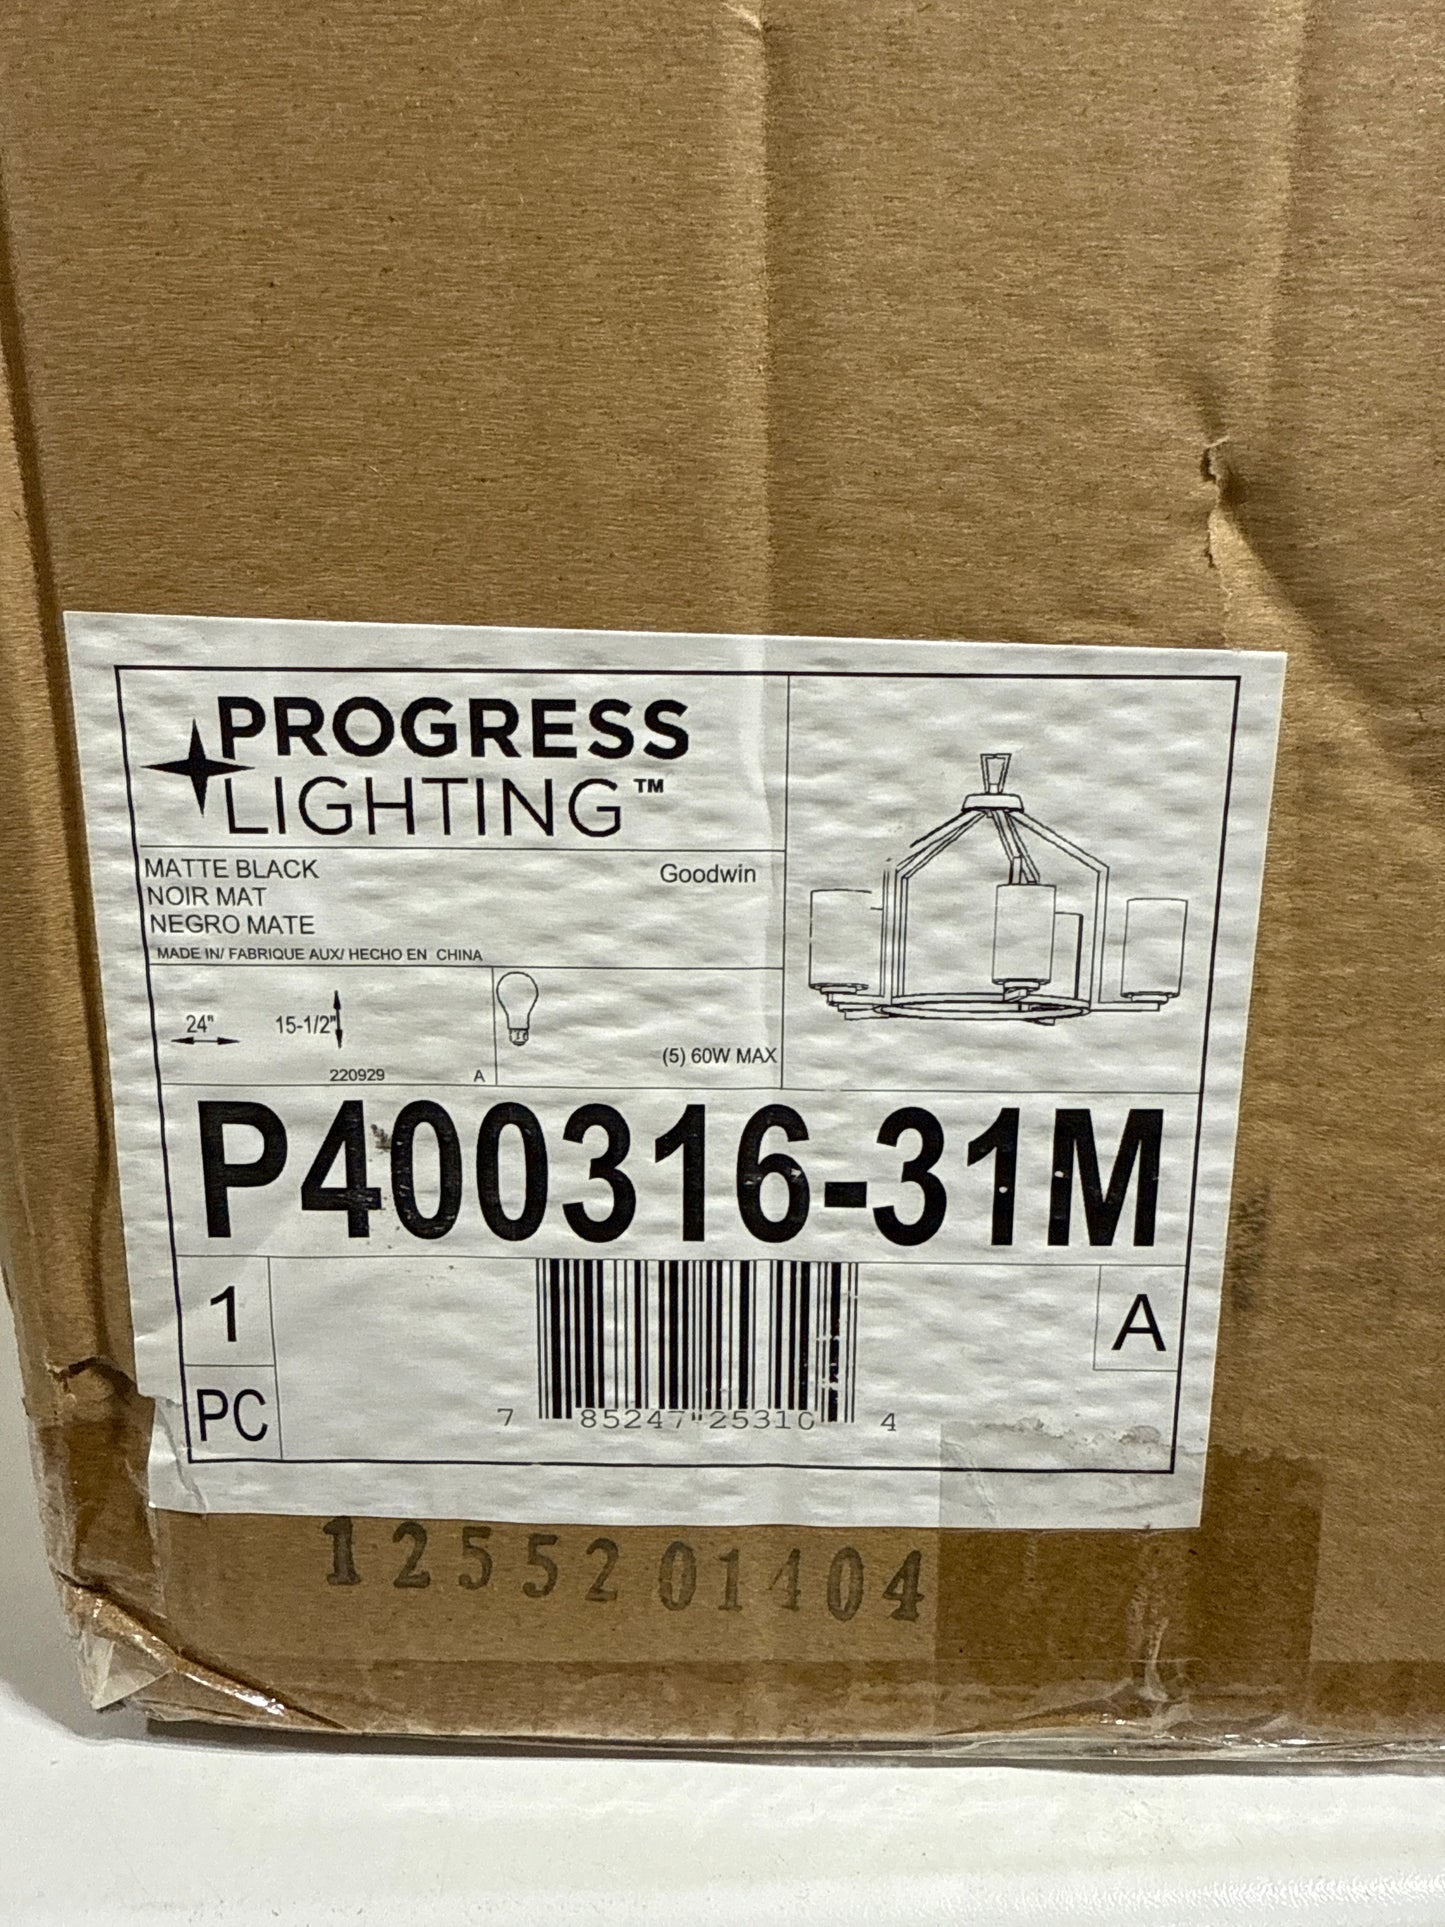 PROGRESS
LIGHTING™
MATTE BLACK
NOIR MAT
NEGRO MATE
Goodwin
MADE IN/ FABRIQUE AUX/ HECHO EN CHINA
24"
15-1/2"
220929
A
(5) 60W MAX
P400316-31M
1
PC
A
7 85247 25310 4
1255201404